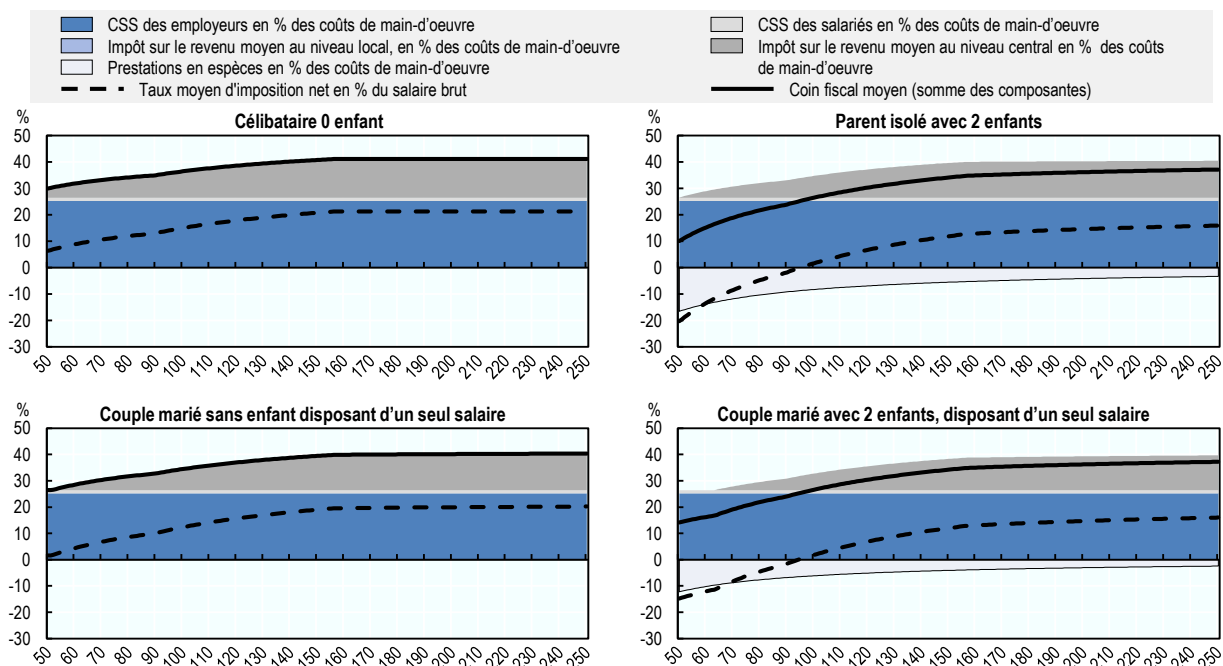 CSS des employeurs en % des coûts de main-d'oeuvre
CSS des salariés en % des coûts de main-d'oeuvre
Impôt sur le revenu moyen au niveau local, en % des coûts de main-d'oeuvre
Impôt sur le revenu moyen au niveau central en % des coûts
de main-d'oeuvre
Prestations en espèces en % des coûts de main-d'oeuvre
Taux moyen d'imposition net en % du salaire brut
Coin fiscal moyen (somme des composantes)
%
Célibataire 0 enfant
50
40
30
20
10
0
-10
-20
-30
50 60 70 80 90 100 110 120 130 140 150 160 170 180 190 200 210 220 230 240 250
%
Parent isolé avec 2 enfants
50
40
30
20
10
0
-10
-20
-30
50 60 70 80 90 100 110 120 130 140 150 160 170 180 190 200 210 220 230 240 250
%
Couple marié sans enfant disposant d'un seul salaire
50
40
30
20
10
0
-10
-20
-30
50 60 70 80 90 100 110 120 130 140 150 160 170 180 190 200 210 220 230 240 250
%
Couple marié avec 2 enfants, disposant d'un seul salaire
50
40
30
20
10
0
-10
-20
-30
50 60 70 80 90 100 110 120 130 140 150 160 170 180 190 200 210 220 230 240 250